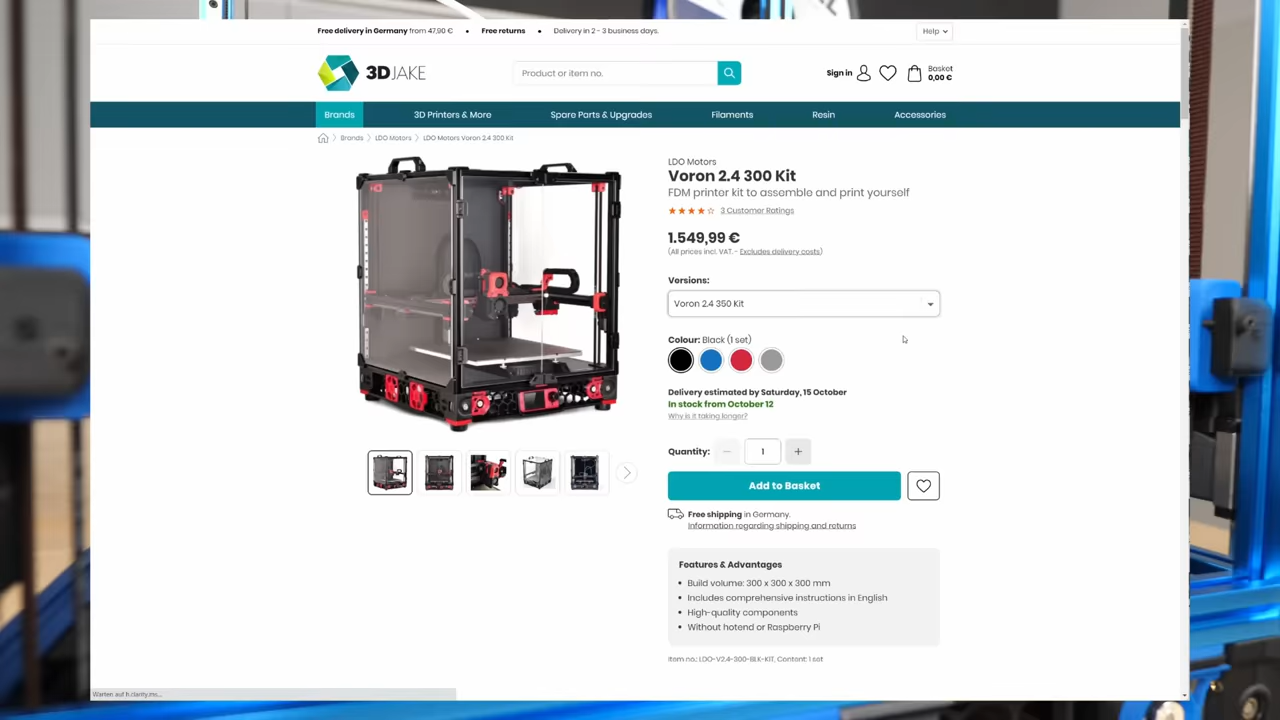 Free delivery in Germany from 47,90 € • Free returns • Delivery in 2 - 3 business days.
Help
3DJAKE
Product or item no.
Sign in
Basket
0,00 €
Brands
3D Printers & More
Spare Parts & Upgrades
Filaments
Resin
Accessories
Brands
LDO Motors
LDO Motors Voron 2.4 300 Kit
LDO Motors
Voron 2.4 300 Kit
FDM printer kit to assemble and print yourself
3 Customer Ratings
1.549,99 €
(All prices incl. VAT. - Excludes delivery costs)
Versions:
Voron 2.4 350 Kit
Colour: Black (1 set)
Delivery estimated by Saturday, 15 October
In stock from October 12
Why is it taking longer?
Quantity: − 1 +
Add to Basket
Free shipping in Germany.
Information regarding shipping and returns
Features & Advantages
• Build volume: 300 x 300 x 300 mm
• Includes comprehensive instructions in English
• High-quality components
• Without hotend or Raspberry Pi
Item no.: LDO-V2.4-300-BLK-KIT, Content: 1 set
Warten auf h.clarity.ms...